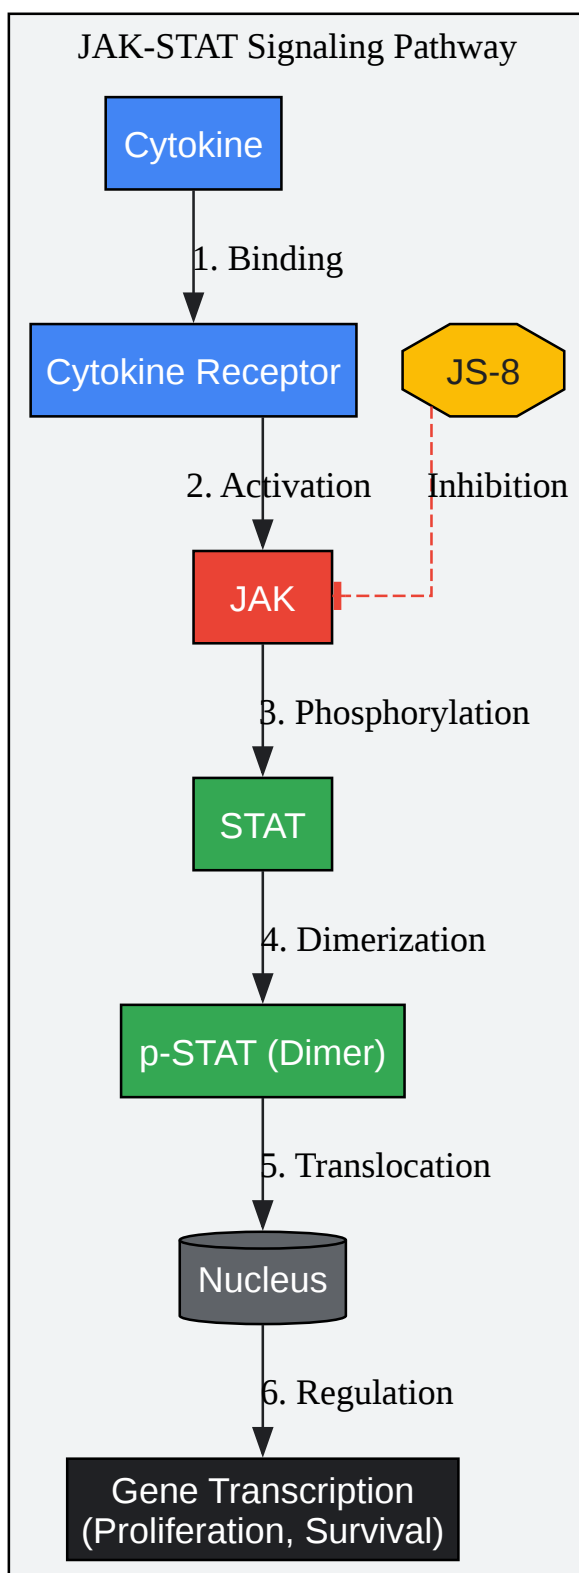 JAK-STAT Signaling Pathway
Cytokine
1. Binding
Cytokine Receptor
JS-8
2. Activation
Inhibition
JAK
3. Phosphorylation
STAT
4. Dimerization
p-STAT (Dimer)
5. Translocation
Nucleus
6. Regulation
Gene Transcription
(Proliferation, Survival)